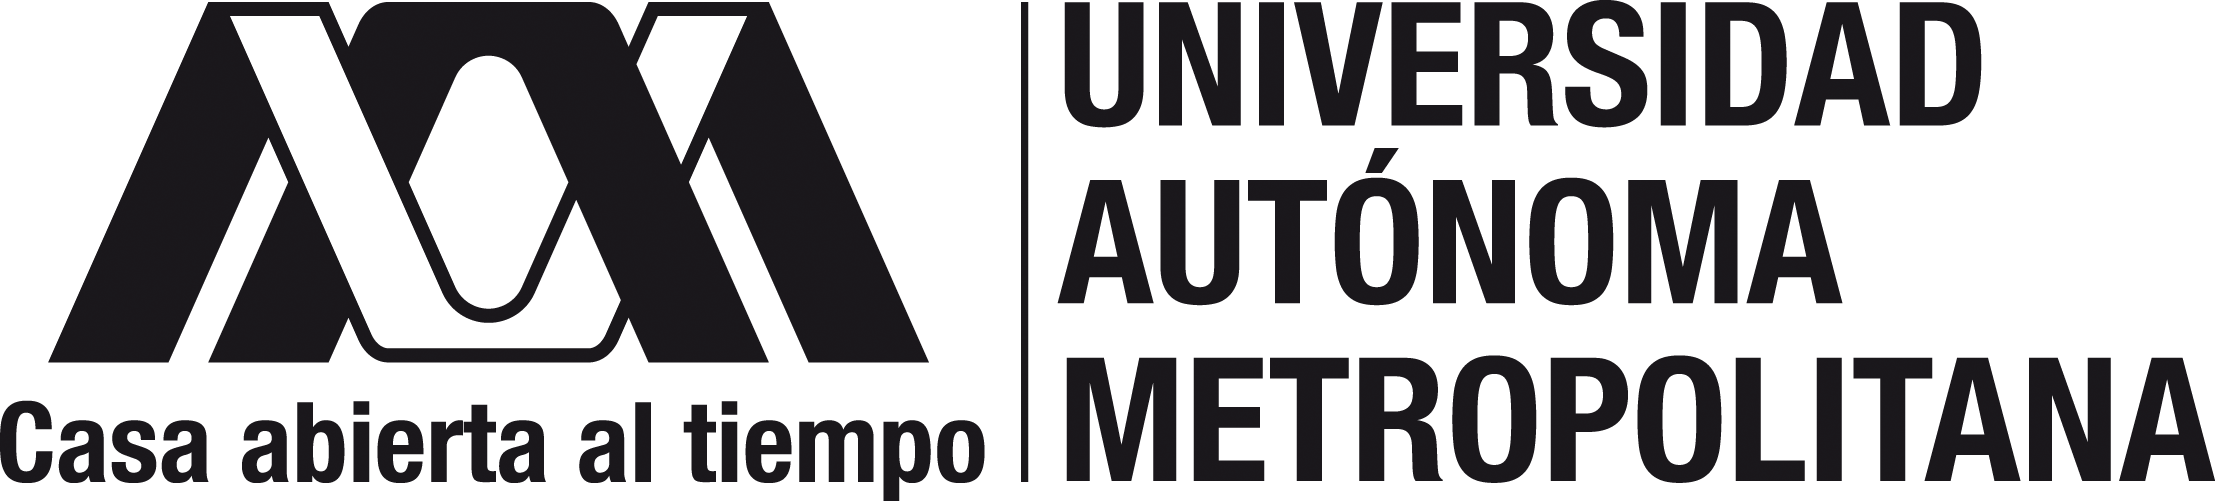 Casa abierta al tiempo
UNIVERSIDAD
AUTÓNOMA
METROPOLITANA